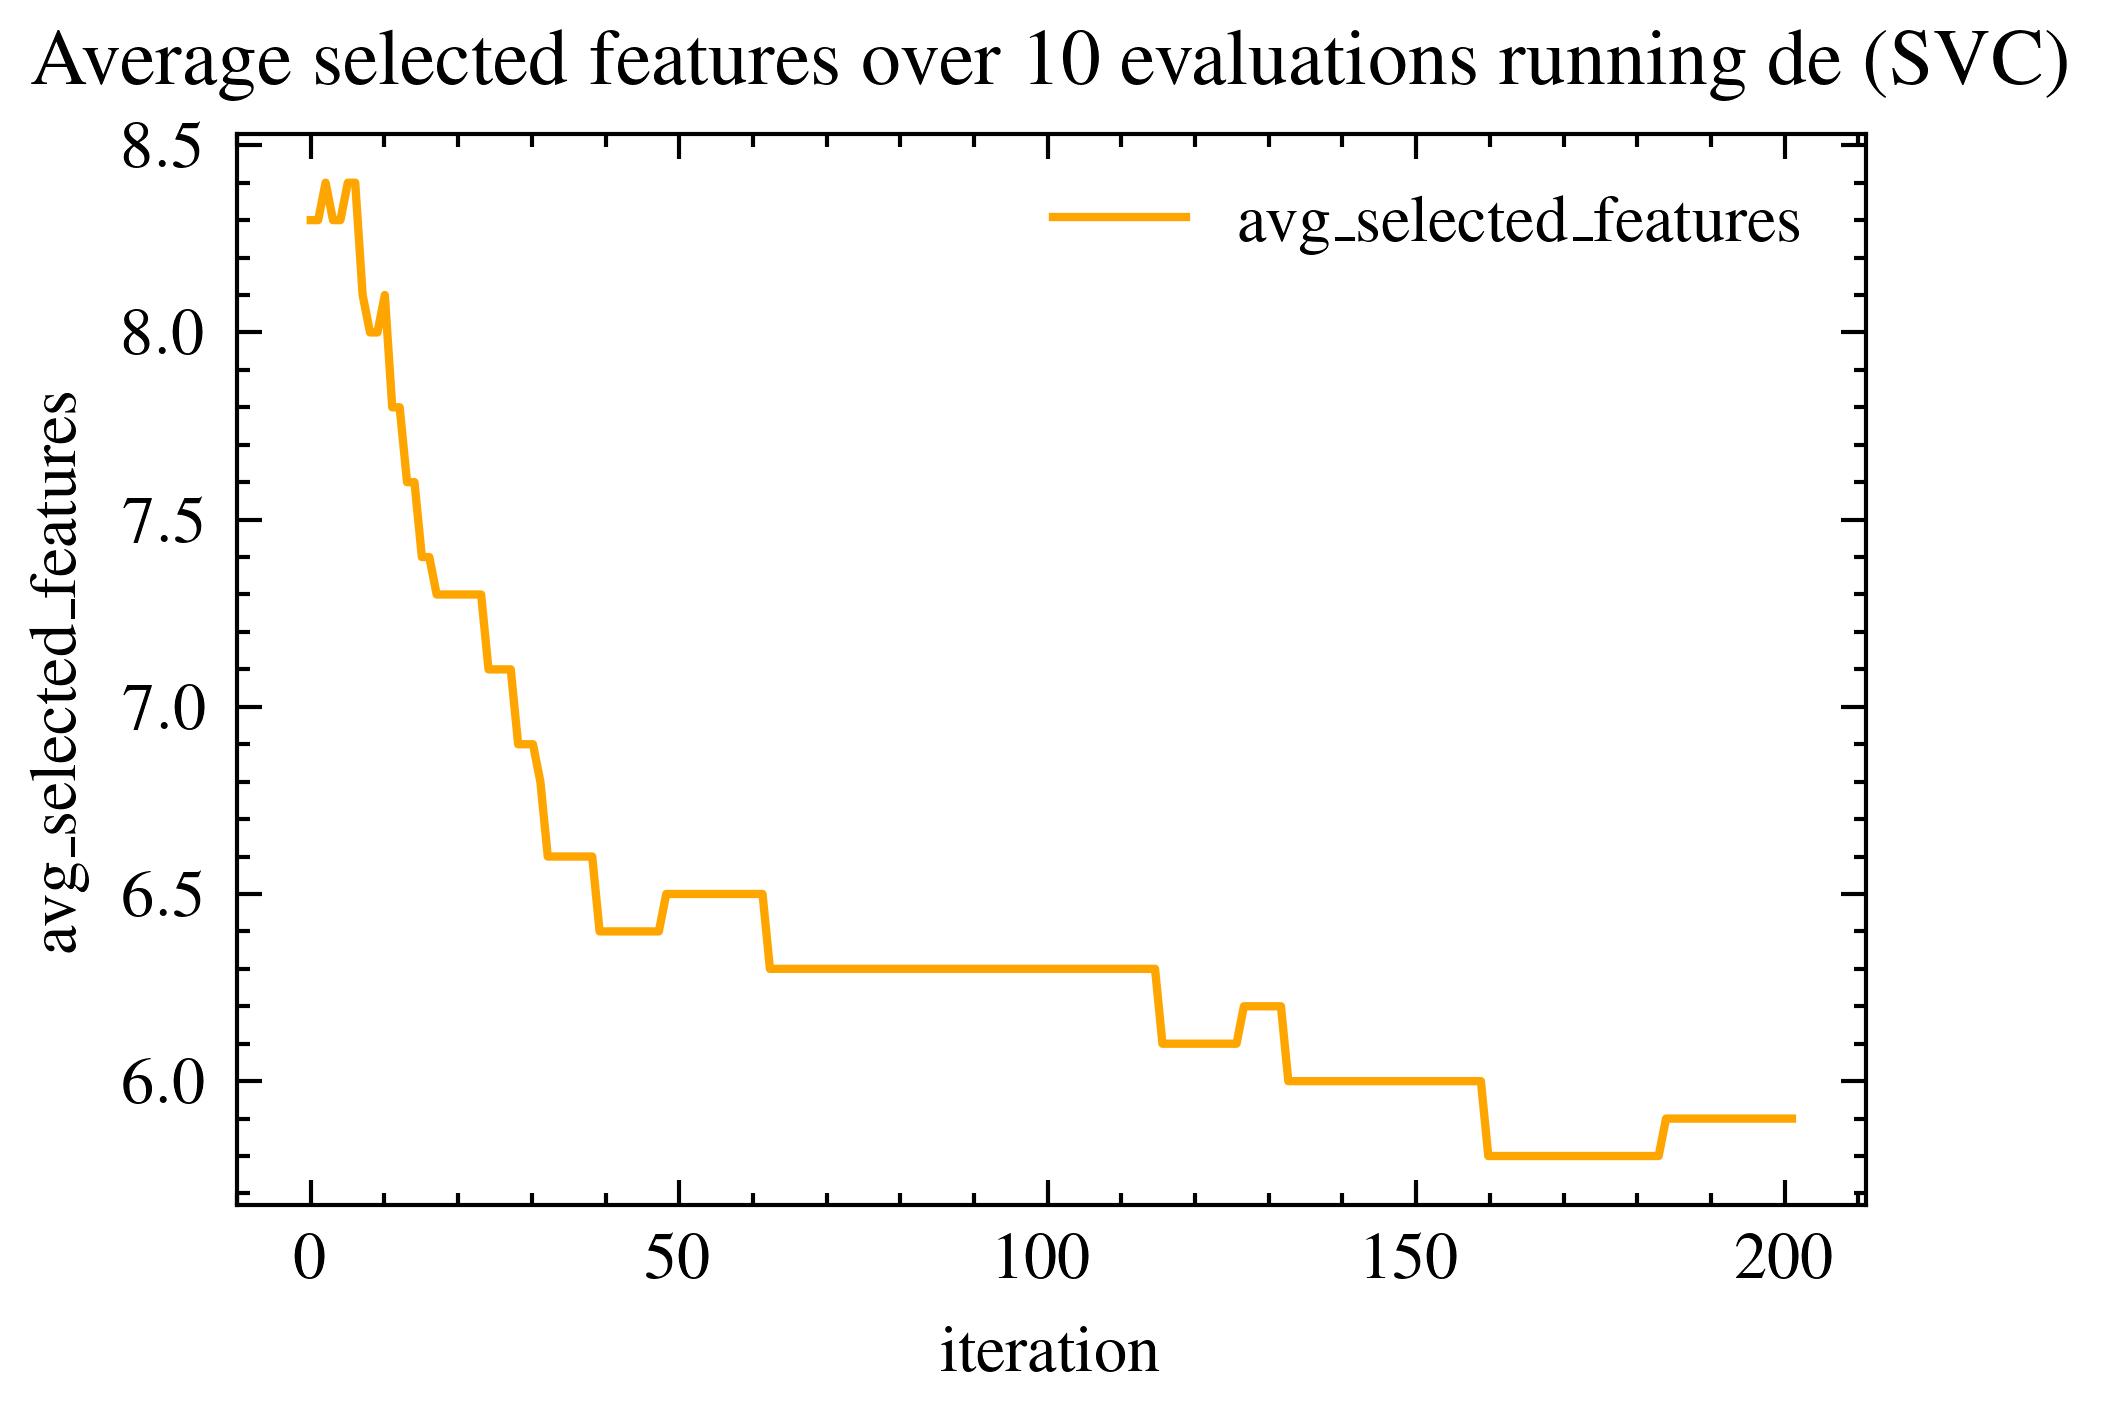 Average selected features over 10 evaluations running de (SVC)
avg_selected_features
8.5
8.0
7.5
7.0
6.5
6.0
avg_selected_features
0 50 100 150 200
iteration